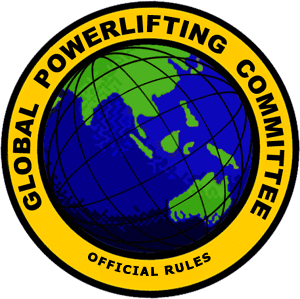 GLOBAL POWERLIFTING COMMITTEE
OFFICIAL RULES